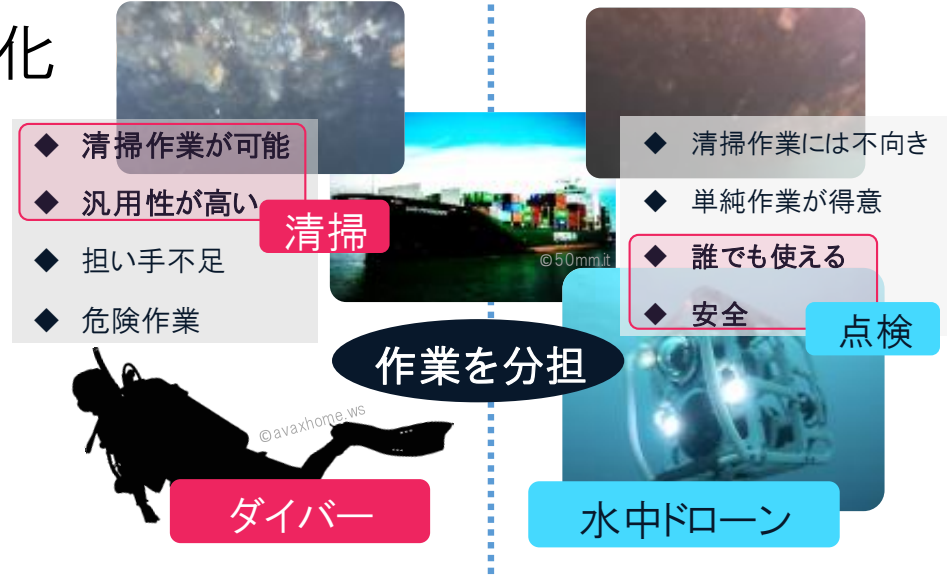 化
清掃作業が可能
汎用性が高い
担い手不足
危険作業
清掃
©50mm.it
清掃作業には不向き
単純作業が得意
誰でも使える
安全
点検
作業を分担
©avaxhome.ws
ダイバー
水中ドローン